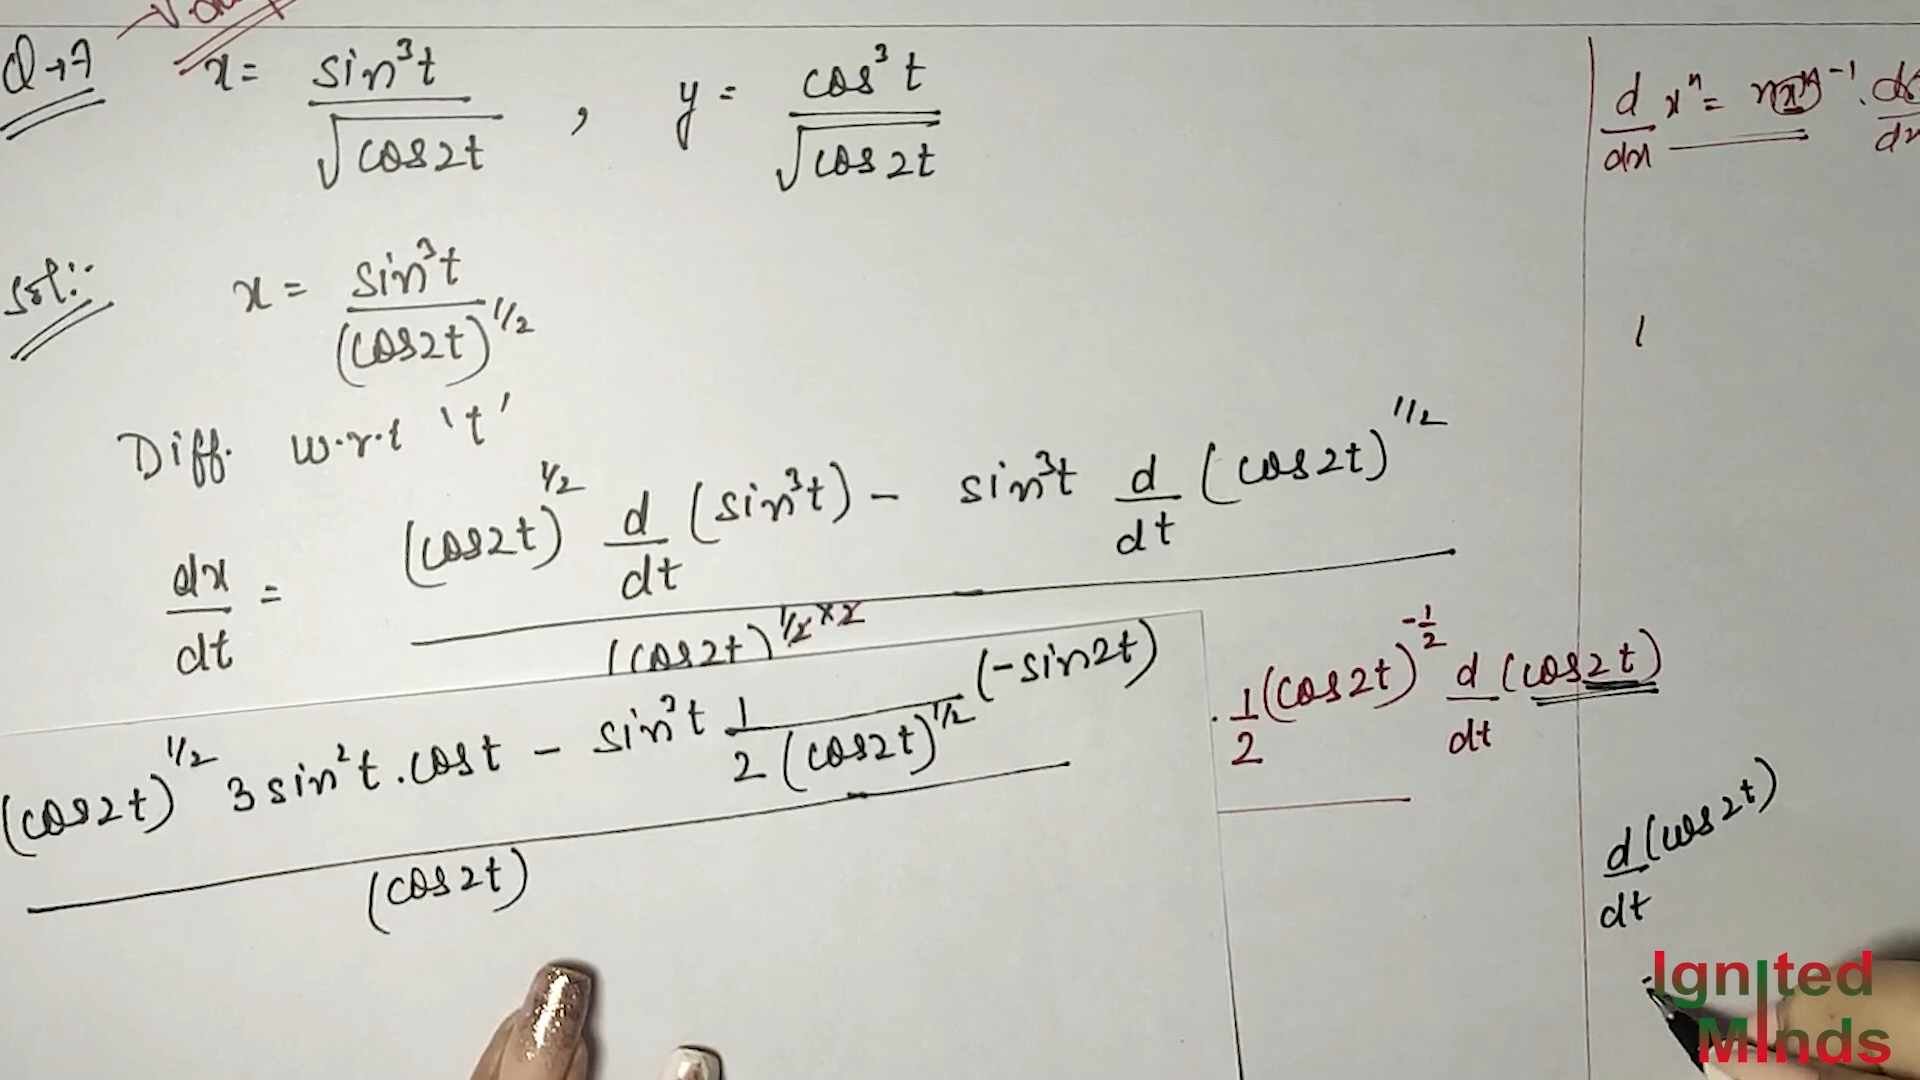 Q→7 x = sin³t / √cos2t , y = cos³t / √cos2t
d/dx xⁿ = nxⁿ⁻¹ .
Sol:- x = sin³t / (cos2t)^1/2
Diff. w.r.t 't'
dx/dt = (cos2t)^1/2 d/dt (sin³t) - sin³t d/dt (cos2t)^1/2
(cos2t)^1/2×2
(cos2t)^1/2 3sin²t.cost - sin³t 1/2(cos2t)^1/2 (-sin2t)
(cos2t)
. 1/2 (cos2t)^-1/2 d/dt (cos2t)
d/dt (cos2t)
Ignited
Minds